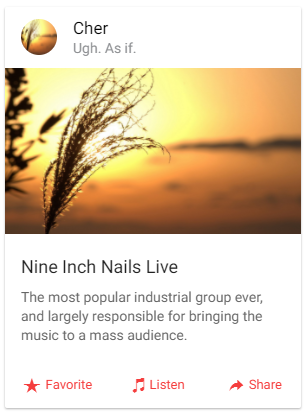 Cher
Ugh. As if.
Nine Inch Nails Live
The most popular industrial group ever,
and largely responsible for bringing the
music to a mass audience.
Favorite Listen Share